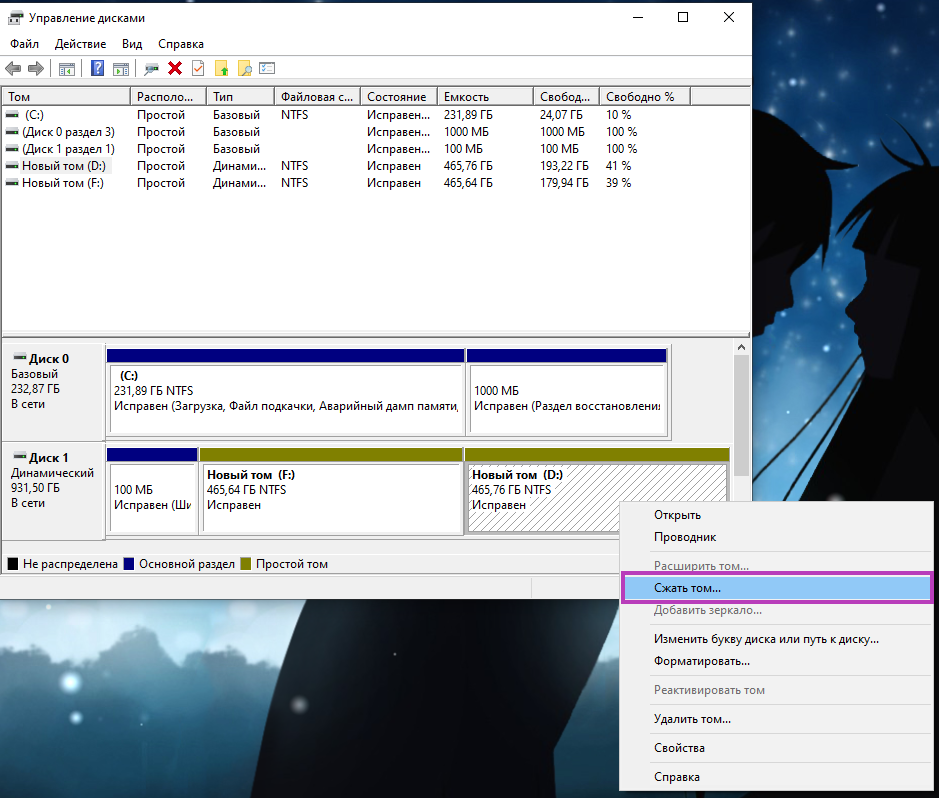 Управление дисками
Файл Действие Вид Справка
Том Располо... Тип Файловая с... Состояние Емкость Свобод... Свободно %
(C:) Простой Базовый NTFS Исправен... 231,89 ГБ 24,07 ГБ 10 %
(Диск 0 раздел 3) Простой Базовый Исправен... 1000 МБ 1000 МБ 100 %
(Диск 1 раздел 1) Простой Базовый Исправен... 100 МБ 100 МБ 100 %
Новый том (D:) Простой Динами... NTFS Исправен 465,76 ГБ 193,22 ГБ 41 %
Новый том (F:) Простой Динами... NTFS Исправен 465,64 ГБ 179,94 ГБ 39 %
Диск 0
Базовый
232,87 ГБ
В сети
(C:)
231,89 ГБ NTFS
Исправен (Загрузка, Файл подкачки, Аварийный дамп памяти,
1000 МБ
Исправен (Раздел восстановления
Диск 1
Динамический
931,50 ГБ
В сети
100 МБ
Исправен (Ши
Новый том (F:)
465,64 ГБ NTFS
Исправен
Новый том (D:)
465,76 ГБ NTFS
Исправен
Не распределена Основной раздел Простой том
Открыть
Проводник
Расширить том...
Сжать том...
Добавить зеркало...
Изменить букву диска или путь к диску...
Форматировать...
Реактивировать том
Удалить том...
Свойства
Справка